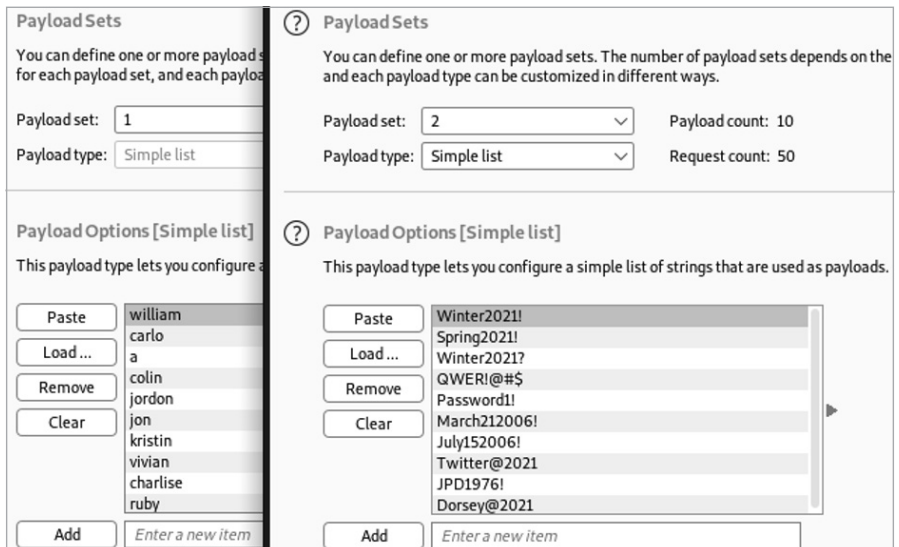 Payload Sets
You can define one or more payload s
for each payload set, and each payloa
Payload set: 1
Payload type: Simple list
Payload Options [Simple list]
This payload type lets you configure a
Paste
Load ...
Remove
Clear
william
carlo
a
colin
jordon
jon
kristin
vivian
charlise
ruby
Add Enter a new item
? Payload Sets
You can define one or more payload sets. The number of payload sets depends on the
and each payload type can be customized in different ways.
Payload set: 2 Payload count: 10
Payload type: Simple list Request count: 50
? Payload Options [Simple list]
This payload type lets you configure a simple list of strings that are used as payloads.
Paste
Load ...
Remove
Clear
Winter2021!
Spring2021!
Winter2021?
QWER!@#$
Password1!
March212006!
July152006!
Twitter@2021
JPD1976!
Dorsey@2021
Add Enter a new item